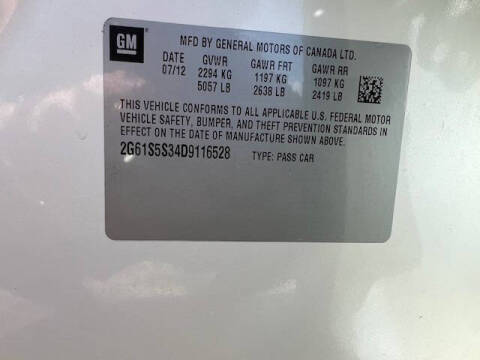 GM
MFD BY GENERAL MOTORS OF CANADA LTD.
DATE GVWR GAWR FRT GAWR RR
07/12 2294 KG 1197 KG 1097 KG
5057 LB 2638 LB 2419 LB
THIS VEHICLE CONFORMS TO ALL APPLICABLE U.S. FEDERAL MOTOR
VEHICLE SAFETY, BUMPER, AND THEFT PREVENTION STANDARDS IN
EFFECT ON THE DATE OF MANUFACTURE SHOWN ABOVE.
2G61S5S34D9116528 TYPE: PASS CAR